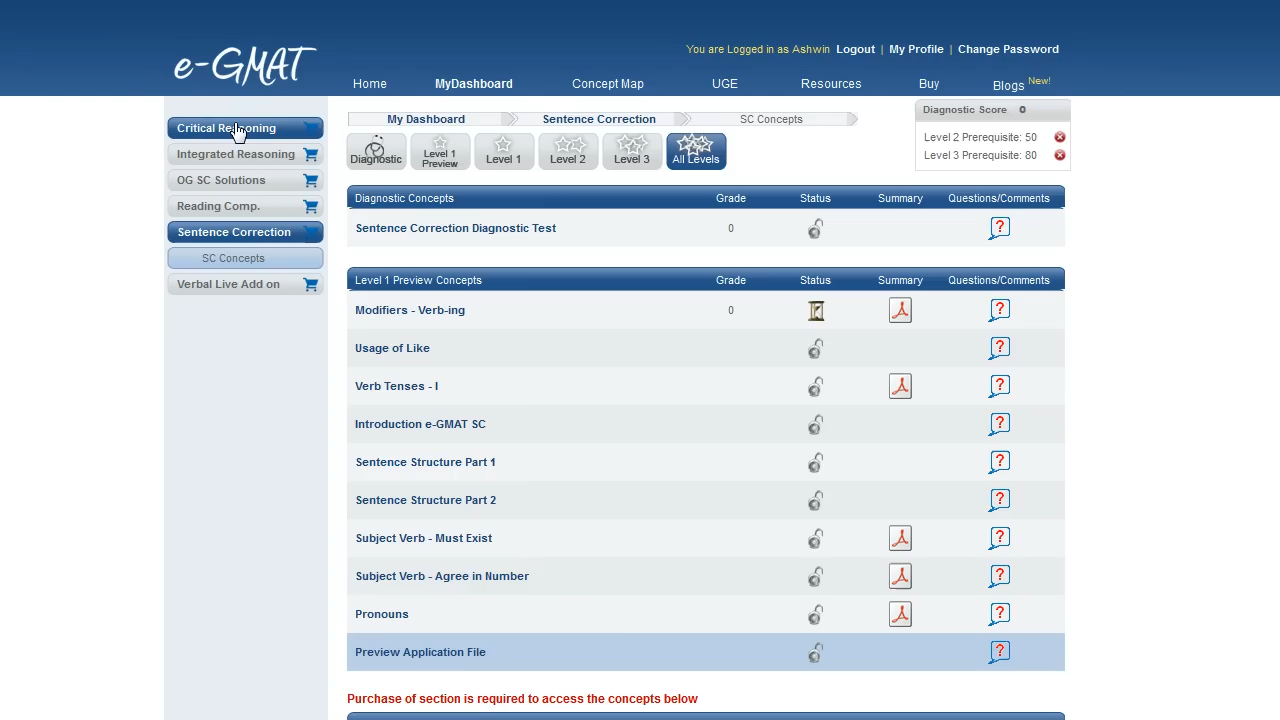 e-GMAT
You are Logged in as Ashwin Logout | My Profile | Change Password
Home MyDashboard Concept Map UGE Resources Buy Blogs New!
Critical Reasoning
Integrated Reasoning
OG SC Solutions
Reading Comp.
Sentence Correction
SC Concepts
Verbal Live Add on
My Dashboard Sentence Correction SC Concepts
Diagnostic Level 1 Preview Level 1 Level 2 Level 3 All Levels
Diagnostic Score 0
Level 2 Prerequisite: 50
Level 3 Prerequisite: 80
Diagnostic Concepts Grade Status Summary Questions/Comments
Sentence Correction Diagnostic Test 0 ?
Level 1 Preview Concepts Grade Status Summary Questions/Comments
Modifiers - Verb-ing 0 ?
Usage of Like ?
Verb Tenses - I ?
Introduction e-GMAT SC ?
Sentence Structure Part 1 ?
Sentence Structure Part 2 ?
Subject Verb - Must Exist ?
Subject Verb - Agree in Number ?
Pronouns ?
Preview Application File ?
Purchase of section is required to access the concepts below